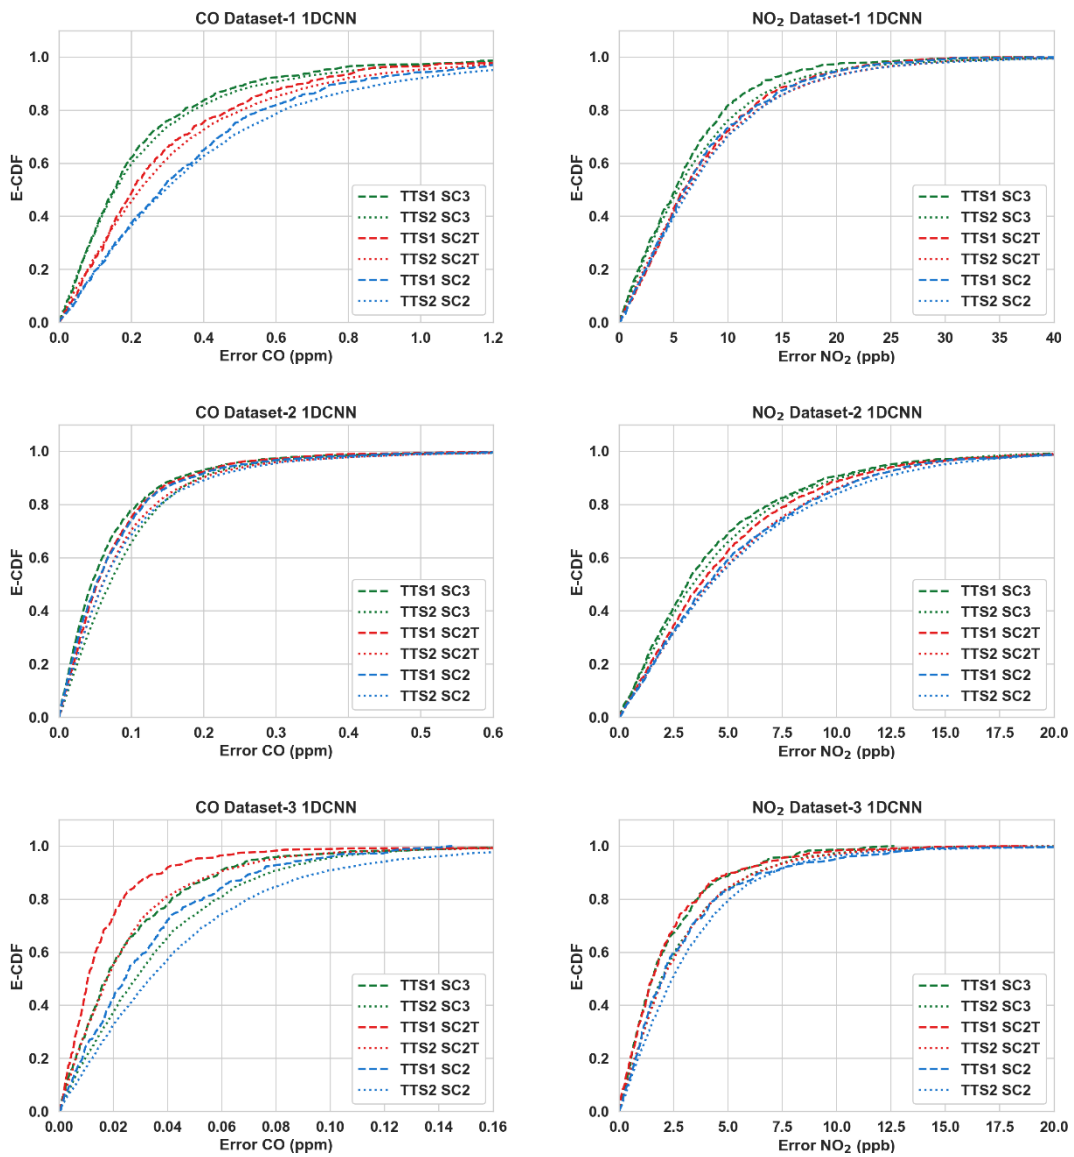 CO Dataset-1 1DCNN
E-CDF
1.0
0.8
0.6
0.4
0.2
0.0
TTS1 SC3
TTS2 SC3
TTS1 SC2T
TTS2 SC2T
TTS1 SC2
TTS2 SC2
0.0 0.2 0.4 0.6 0.8 1.0 1.2
Error CO (ppm)
NO₂ Dataset-1 1DCNN
E-CDF
1.0
0.8
0.6
0.4
0.2
0.0
TTS1 SC3
TTS2 SC3
TTS1 SC2T
TTS2 SC2T
TTS1 SC2
TTS2 SC2
0 5 10 15 20 25 30 35 40
Error NO₂ (ppb)
CO Dataset-2 1DCNN
E-CDF
1.0
0.8
0.6
0.4
0.2
0.0
TTS1 SC3
TTS2 SC3
TTS1 SC2T
TTS2 SC2T
TTS1 SC2
TTS2 SC2
0.0 0.1 0.2 0.3 0.4 0.5 0.6
Error CO (ppm)
NO₂ Dataset-2 1DCNN
E-CDF
1.0
0.8
0.6
0.4
0.2
0.0
TTS1 SC3
TTS2 SC3
TTS1 SC2T
TTS2 SC2T
TTS1 SC2
TTS2 SC2
0.0 2.5 5.0 7.5 10.0 12.5 15.0 17.5 20.0
Error NO₂ (ppb)
CO Dataset-3 1DCNN
E-CDF
1.0
0.8
0.6
0.4
0.2
0.0
TTS1 SC3
TTS2 SC3
TTS1 SC2T
TTS2 SC2T
TTS1 SC2
TTS2 SC2
0.00 0.02 0.04 0.06 0.08 0.10 0.12 0.14 0.16
Error CO (ppm)
NO₂ Dataset-3 1DCNN
E-CDF
1.0
0.8
0.6
0.4
0.2
0.0
TTS1 SC3
TTS2 SC3
TTS1 SC2T
TTS2 SC2T
TTS1 SC2
TTS2 SC2
0.0 2.5 5.0 7.5 10.0 12.5 15.0 17.5 20.0
Error NO₂ (ppb)